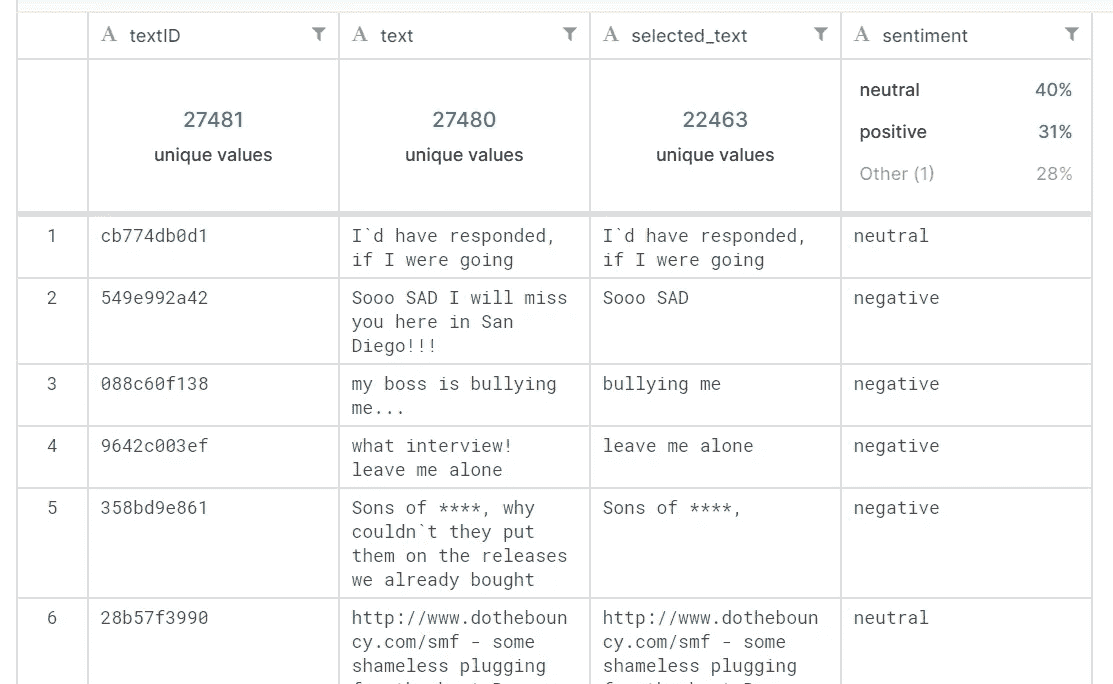 A textID
A text
A selected_text
A sentiment
27481
unique values
27480
unique values
22463
unique values
neutral 40%
positive 31%
Other (1) 28%
1
cb774db0d1
I`d have responded,
if I were going
I`d have responded,
if I were going
neutral
2
549e992a42
Sooo SAD I will miss
you here in San
Diego!!!
Sooo SAD
negative
3
088c60f138
my boss is bullying
me...
bullying me
negative
4
9642c003ef
what interview!
leave me alone
leave me alone
negative
5
358bd9e861
Sons of ****, why
couldn`t they put
them on the releases
we already bought
Sons of ****,
negative
6
28b57f3990
http://www.dotheboun
cy.com/smf - some
shameless plugging
http://www.dotheboun
cy.com/smf - some
shameless plugging
neutral